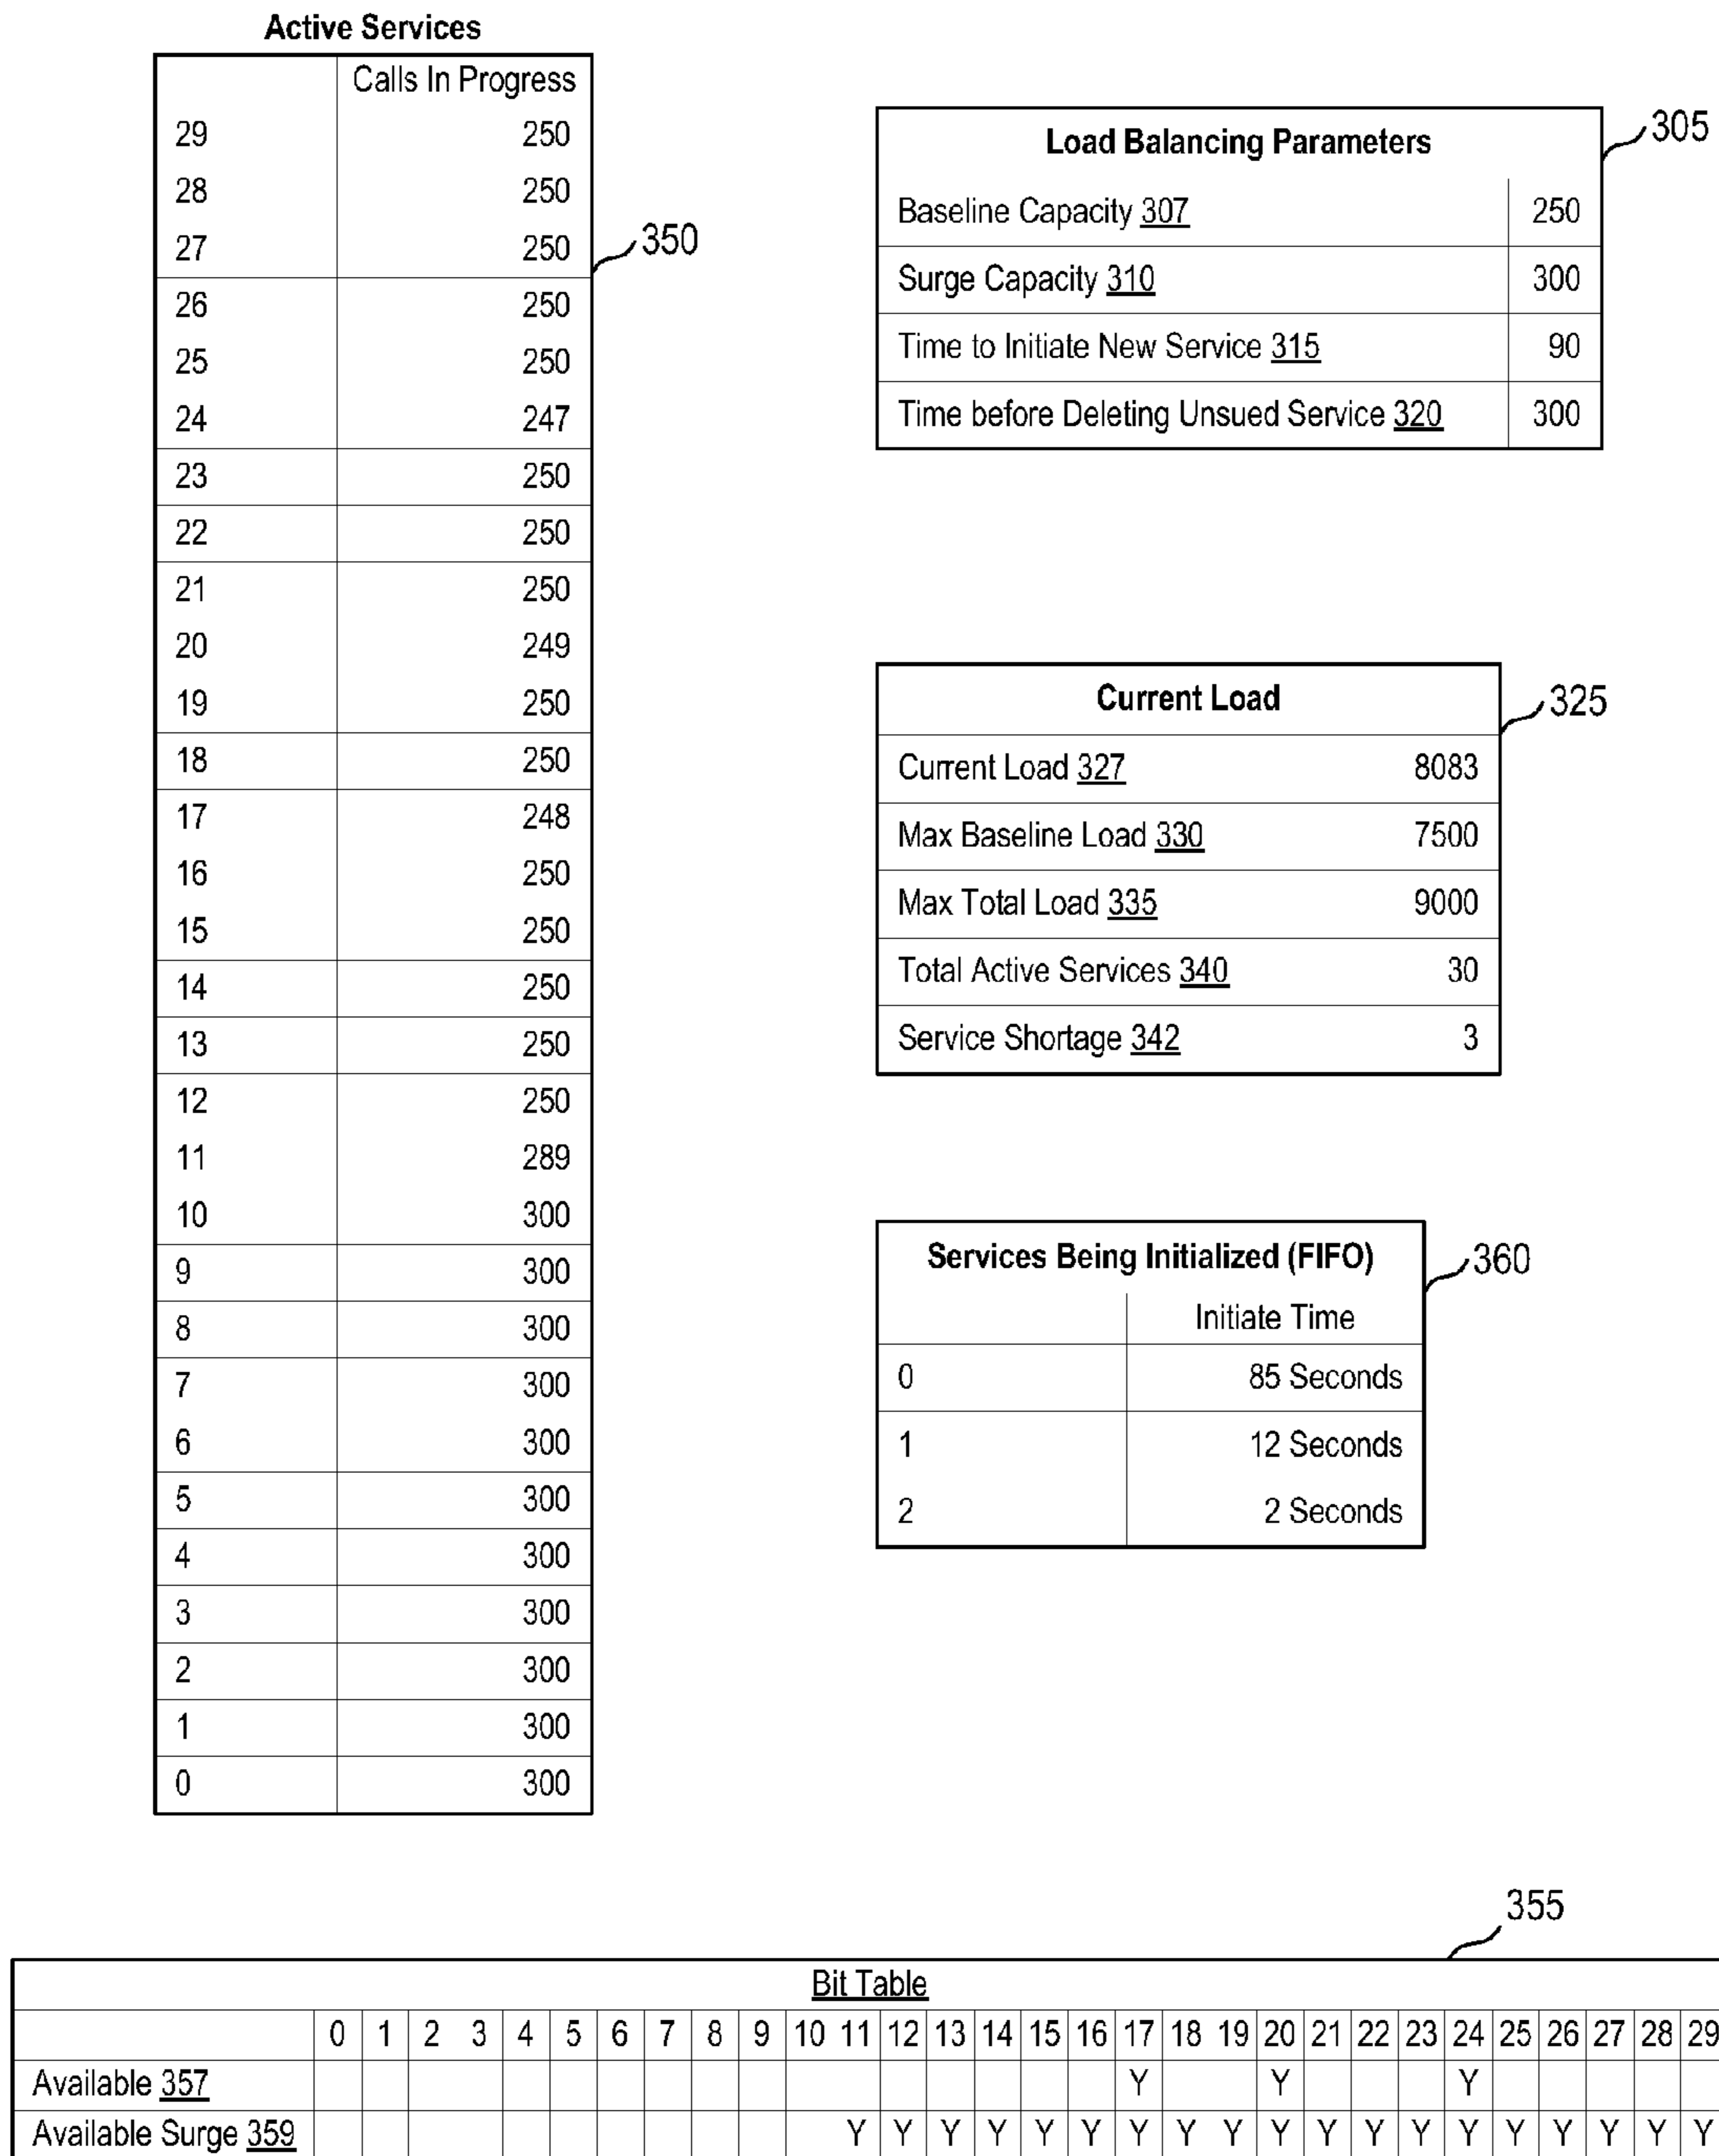 Active Services
Calls In Progress
29 250
28 250
27 250
26 250
25 250
24 247
23 250
22 250
21 250
20 249
19 250
18 250
17 248
16 250
15 250
14 250
13 250
12 250
11 289
10 300
9 300
8 300
7 300
6 300
5 300
4 300
3 300
2 300
1 300
0 300
350
Load Balancing Parameters
Baseline Capacity 307 250
Surge Capacity 310 300
Time to Initiate New Service 315 90
Time before Deleting Unsued Service 320 300
305
Current Load
Current Load 327 8083
Max Baseline Load 330 7500
Max Total Load 335 9000
Total Active Services 340 30
Service Shortage 342 3
325
Services Being Initialized (FIFO)
Initiate Time
0 85 Seconds
1 12 Seconds
2 2 Seconds
360
355
Bit Table
0 1 2 3 4 5 6 7 8 9 10 11 12 13 14 15 16 17 18 19 20 21 22 23 24 25 26 27 28 29
Available 357 Y Y Y
Available Surge 359 Y Y Y Y Y Y Y Y Y Y Y Y Y Y Y Y Y Y Y